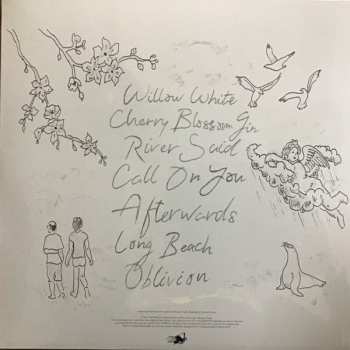 Willow White
Cherry Blossom Gin
River Said
Call On You
Afterwards
Long Beach
Oblivion